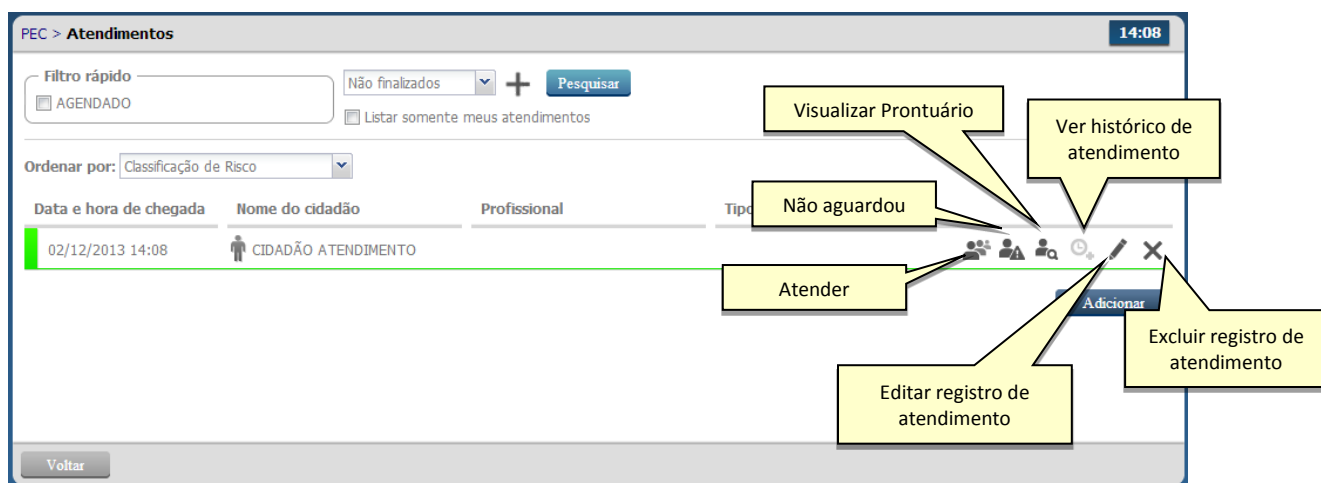 PEC > Atendimentos
14:08
Filtro rápido
AGENDADO
Não finalizados
Pesquisar
Listar somente meus atendimentos
Visualizar Prontuário
Ver histórico de
atendimento
Ordenar por: Classificação de Risco
Não aguardou
Data e hora de chegada
Nome do cidadão
Profissional
Tipo
02/12/2013 14:08
CIDADÃO ATENDIMENTO
Atender
Adicionar
Excluir registro de
atendimento
Editar registro de
atendimento
Voltar